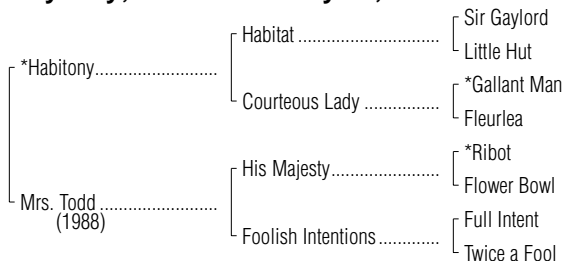 Sir Gaylord
Habitat
Little Hut
*Habitony
*Gallant Man
Courteous Lady
Fleurlea
*Ribot
His Majesty
Flower Bowl
Mrs. Todd
(1988)
Full Intent
Foolish Intentions
Twice a Fool